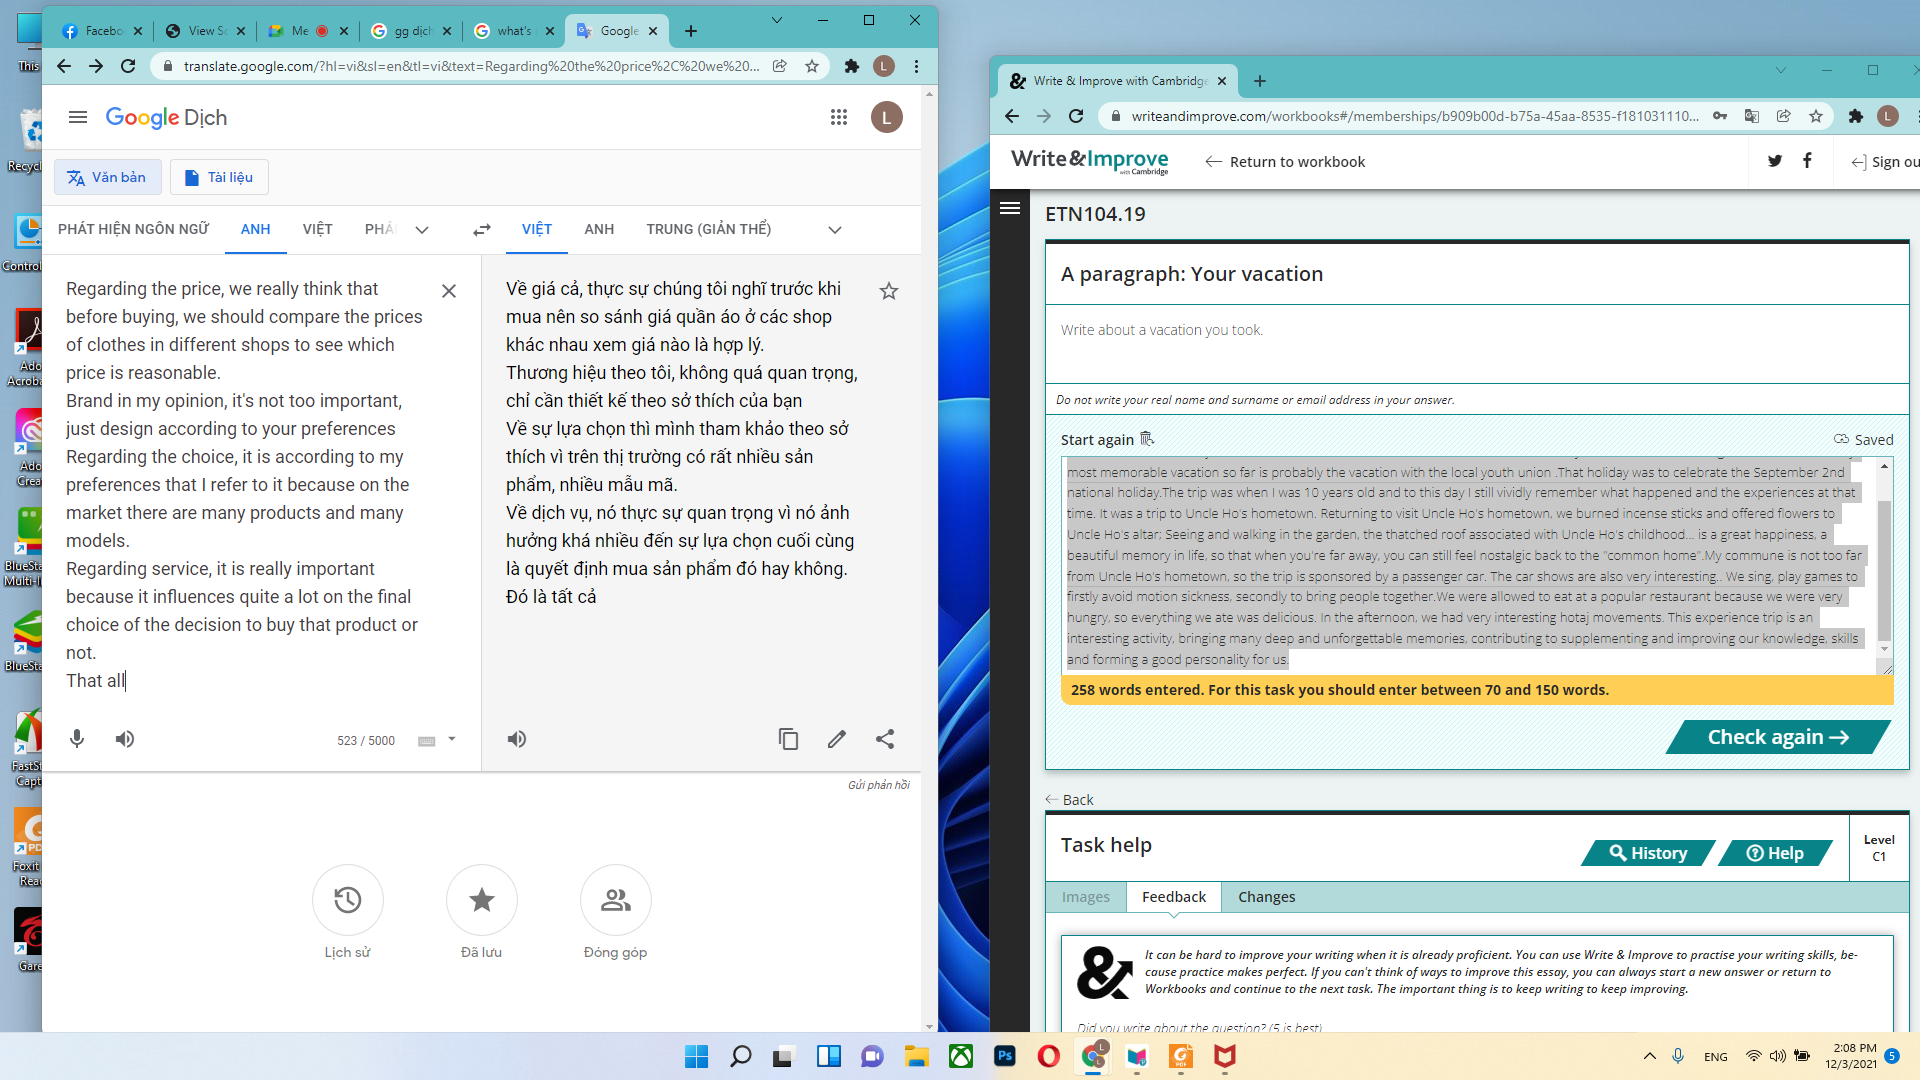 This
Recycl
Control
Ado
Acroba
Ado
Crea
BlueSta
Multi-I
BlueSta
FastSt
Capt
Foxit
Rea
Gare
Facebo
View Sc
Me
gg dịch
what's
Google
translate.google.com/?hl=vi&sl=en&tl=vi&text=Regarding%20the%20price%2C%20we%20...
L
Google Dịch
L
Văn bản
Tài liệu
PHÁT HIỆN NGÔN NGỮ
ANH
VIỆT
PHÁ
VIỆT
ANH
TRUNG (GIẢN THỂ)
Regarding the price, we really think that
before buying, we should compare the prices
of clothes in different shops to see which
price is reasonable.
Brand in my opinion, it's not too important,
just design according to your preferences
Regarding the choice, it is according to my
preferences that I refer to it because on the
market there are many products and many
models.
Regarding service, it is really important
because it influences quite a lot on the final
choice of the decision to buy that product or
not.
That all
523 / 5000
Về giá cả, thực sự chúng tôi nghĩ trước khi
mua nên so sánh giá quần áo ở các shop
khác nhau xem giá nào là hợp lý.
Thương hiệu theo tôi, không quá quan trọng,
chỉ cần thiết kế theo sở thích của bạn
Về sự lựa chọn thì mình tham khảo theo sở
thích vì trên thị trường có rất nhiều sản
phẩm, nhiều mẫu mã.
Về dịch vụ, nó thực sự quan trọng vì nó ảnh
hưởng khá nhiều đến sự lựa chọn cuối cùng
là quyết định mua sản phẩm đó hay không.
Đó là tất cả
Gửi phản hồi
Lịch sử
Đã lưu
Đóng góp
Write & Improve with Cambridge
writeandimprove.com/workbooks#/memberships/b909b00d-b75a-45aa-8535-f181031110...
L
Write&Improve
with Cambridge
Return to workbook
Sign ou
ETN104.19
A paragraph: Your vacation
Write about a vacation you took.
Do not write your real name and surname or email address in your answer.
Start again
Saved
most memorable vacation so far is probably the vacation with the local youth union .That holiday was to celebrate the September 2nd
national holiday.The trip was when I was 10 years old and to this day I still vividly remember what happened and the experiences at that
time. It was a trip to Uncle Ho's hometown. Returning to visit Uncle Ho's hometown, we burned incense sticks and offered flowers to
Uncle Ho's altar; Seeing and walking in the garden, the thatched roof associated with Uncle Ho's childhood... is a great happiness, a
beautiful memory in life, so that when you're far away, you can still feel nostalgic back to the "common home".My commune is not too far
from Uncle Ho's hometown, so the trip is sponsored by a passenger car. The car shows are also very interesting.. We sing, play games to
firstly avoid motion sickness, secondly to bring people together.We were allowed to eat at a popular restaurant because we were very
hungry, so everything we ate was delicious. In the afternoon, we had very interesting hotaj movements. This experience trip is an
interesting activity, bringing many deep and unforgettable memories, contributing to supplementing and improving our knowledge, skills
and forming a good personality for us.
258 words entered. For this task you should enter between 70 and 150 words.
Check again
Back
Task help
History
Help
Level
C1
Images
Feedback
Changes
It can be hard to improve your writing when it is already proficient. You can use Write & Improve to practise your writing skills, be-
cause practice makes perfect. If you can't think of ways to improve this essay, you can always start a new answer or return to
Workbooks and continue to the next task. The important thing is to keep writing to keep improving.
Did you write about the question? (5 is best)
Ps
ENG
2:08 PM
12/3/2021
5